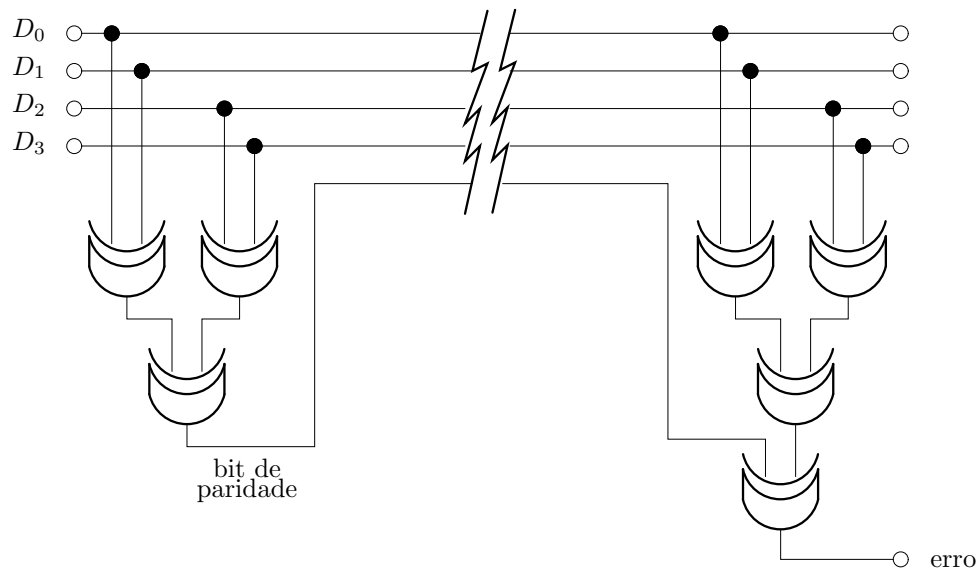 D₀
D₁
D₂
D₃
bit de
paridade
erro